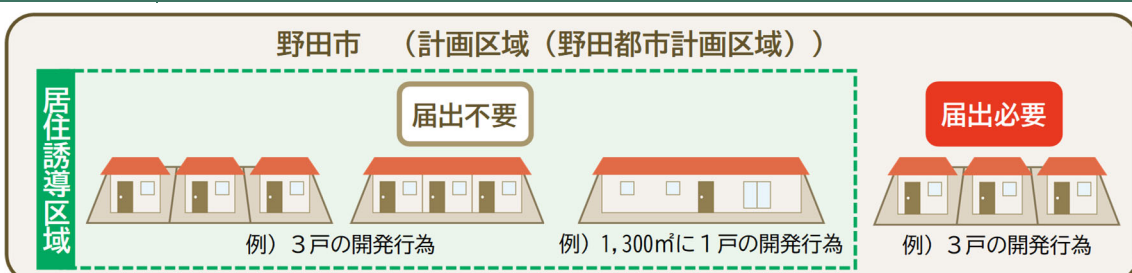 野田市　（計画区域（野田都市計画区域））
居住誘導区域
届出不要
届出必要
例）３戸の開発行為
例）1,300㎡に１戸の開発行為
例）３戸の開発行為